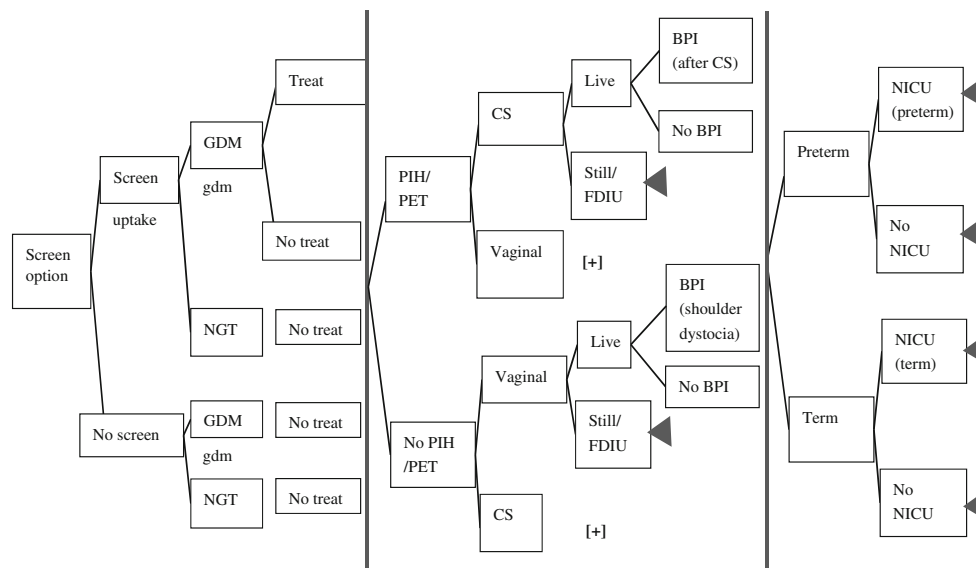 Screen
option
Screen
uptake
No screen
GDM
gdm
NGT
GDM
gdm
NGT
Treat
No treat
No treat
No treat
No treat
PIH/
PET
No PIH
/PET
CS
Vaginal
Vaginal
CS
Live
Still/
FDIU
[+]
Live
Still/
FDIU
[+]
BPI
(after CS)
No BPI
BPI
(shoulder
dystocia)
No BPI
Preterm
Term
NICU
(preterm)
No
NICU
NICU
(term)
No
NICU